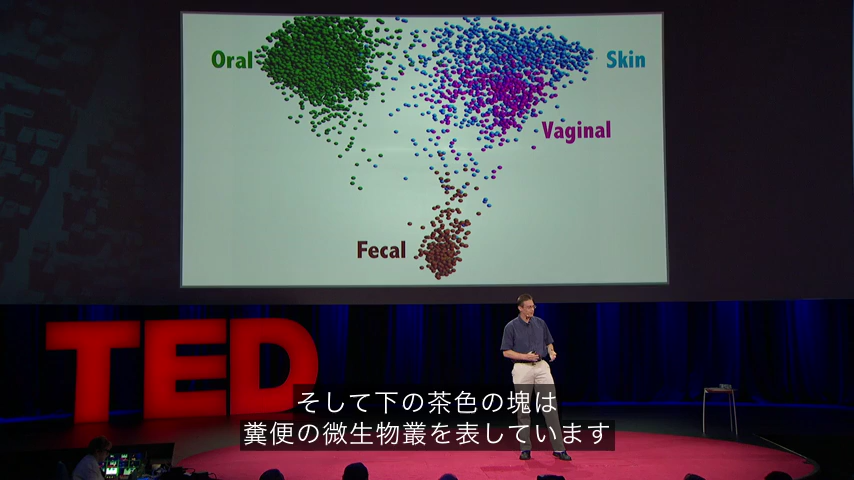 Oral
Skin
Vaginal
Fecal
TED
そして下の茶色の塊は
糞便の微生物叢を表しています